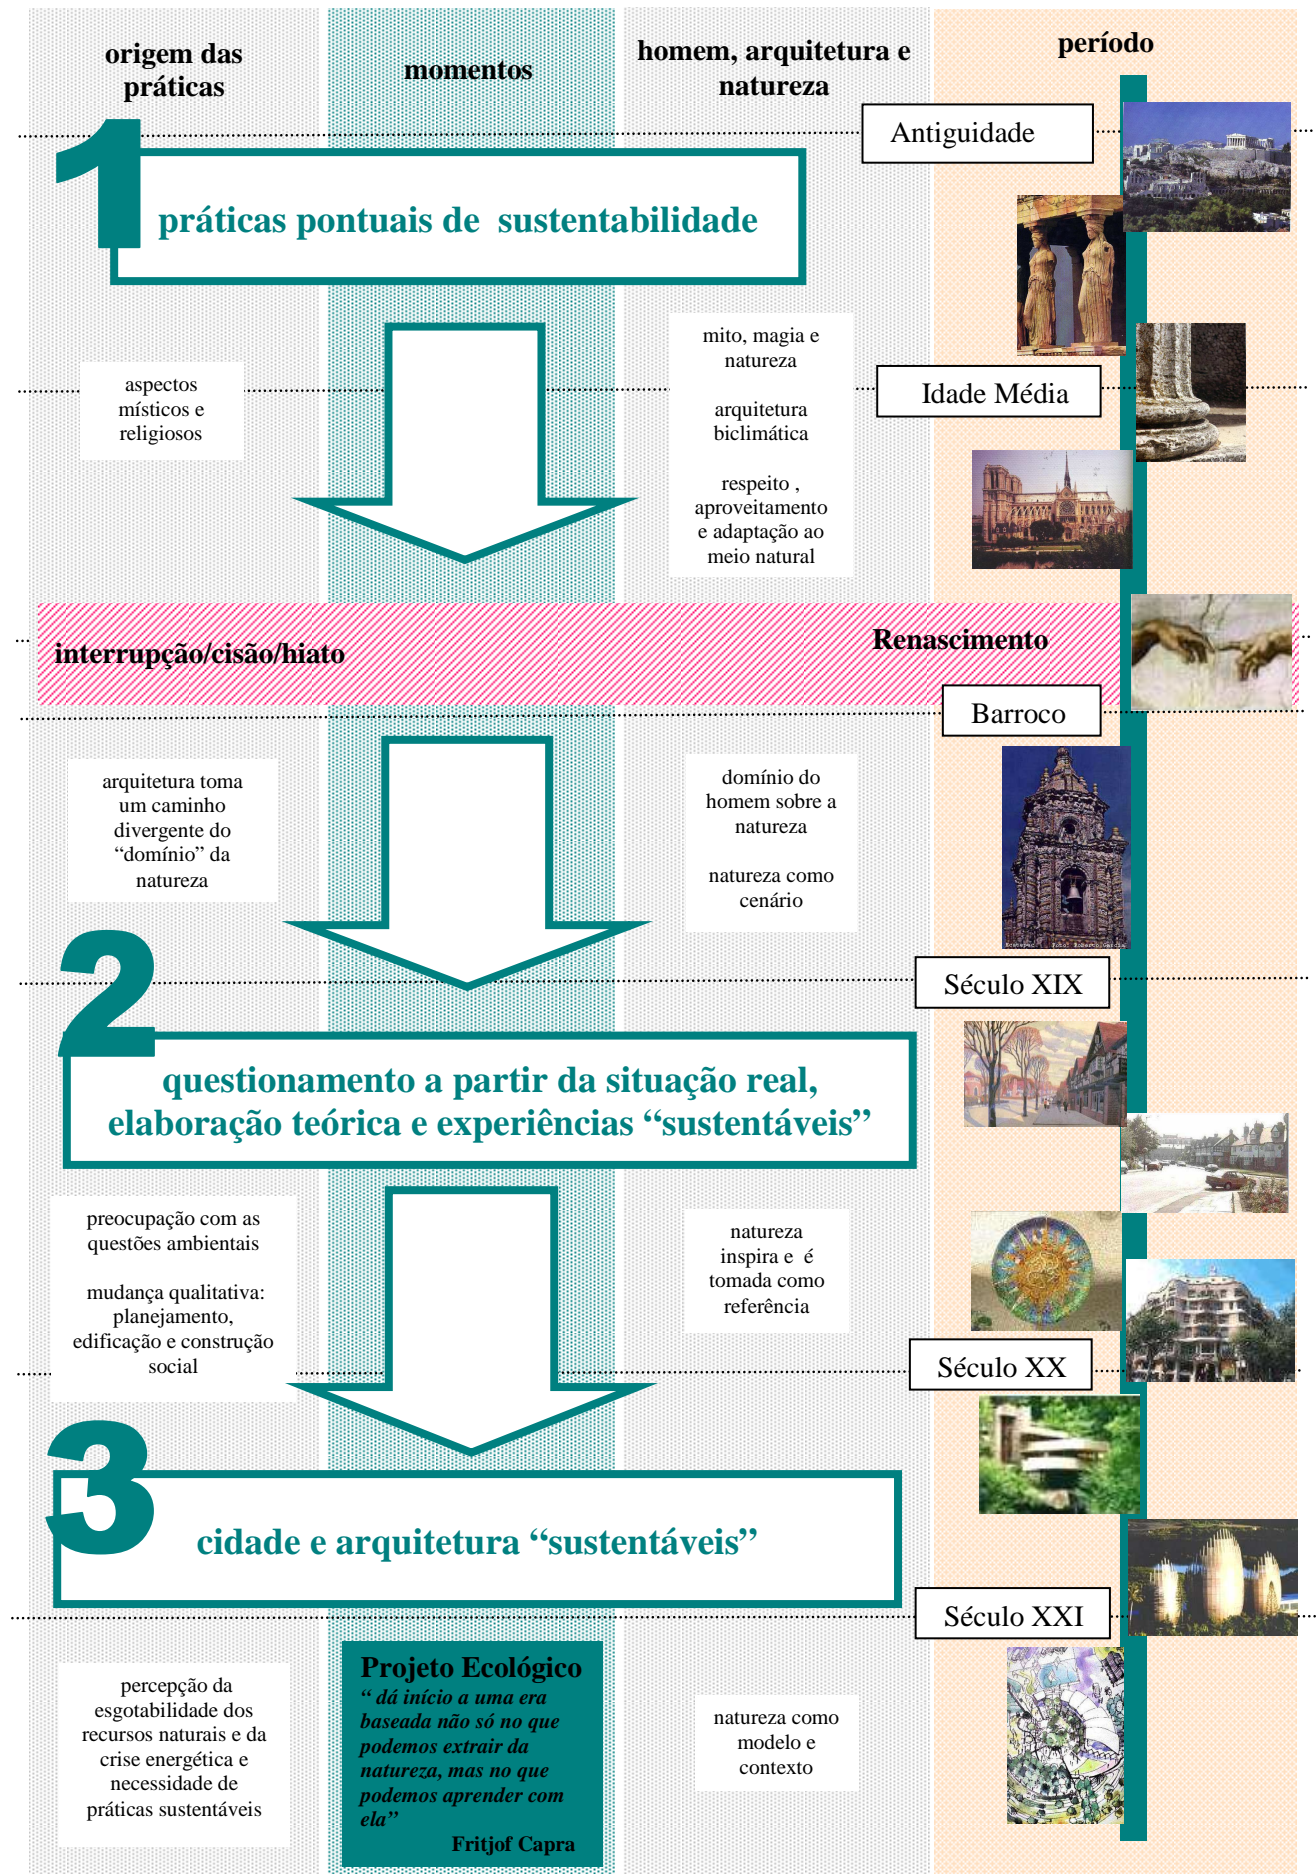 origem das
práticas
momentos
homem, arquitetura e
natureza
período
Antiguidade
1
práticas pontuais de sustentabilidade
mito, magia e
natureza
arquitetura
biclimática
respeito ,
aproveitamento
e adaptação ao
meio natural
aspectos
místicos e
religiosos
Idade Média
interrupção/cisão/hiato
Renascimento
Barroco
arquitetura toma
um caminho
divergente do
“domínio” da
natureza
domínio do
homem sobre a
natureza
natureza como
cenário
Foto: Roberto García
Século XIX
2
questionamento a partir da situação real,
elaboração teórica e experiências “sustentáveis”
preocupação com as
questões ambientais
mudança qualitativa:
planejamento,
edificação e construção
social
natureza
inspira e é
tomada como
referência
Século XX
3
cidade e arquitetura “sustentáveis”
Século XXI
percepção da
esgotabilidade dos
recursos naturais e da
crise energética e
necessidade de
práticas sustentáveis
Projeto Ecológico
“ dá início a uma era
baseada não só no que
podemos extrair da
natureza, mas no que
podemos aprender com
ela”
Fritjof Capra
natureza como
modelo e
contexto